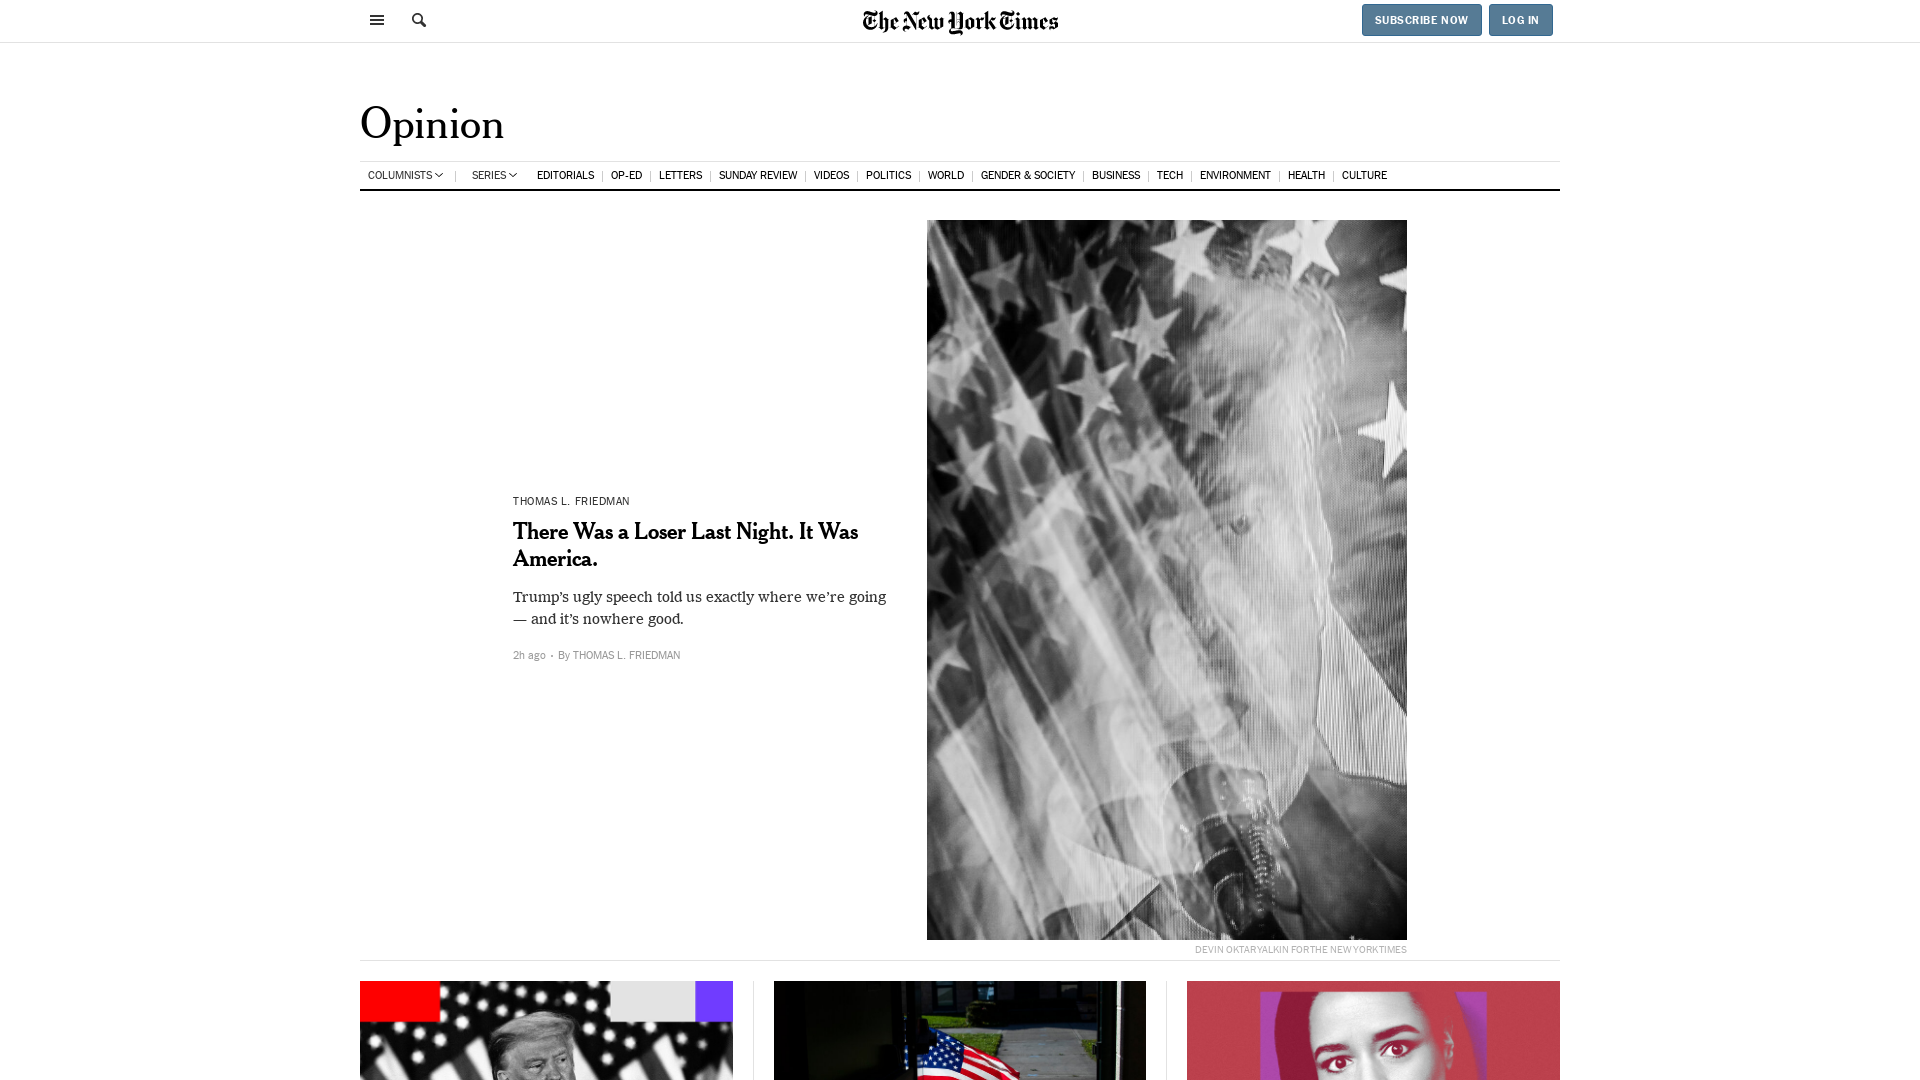 The New York Times
SUBSCRIBE NOW
LOG IN
Opinion
COLUMNISTS SERIES EDITORIALS OP-ED LETTERS SUNDAY REVIEW VIDEOS POLITICS WORLD GENDER & SOCIETY BUSINESS TECH ENVIRONMENT HEALTH CULTURE
THOMAS L. FRIEDMAN
There Was a Loser Last Night. It Was
America.
Trump’s ugly speech told us exactly where we’re going
— and it’s nowhere good.
2h ago • By THOMAS L. FRIEDMAN
DEVIN OKTAR YALKIN FOR THE NEW YORK TIMES